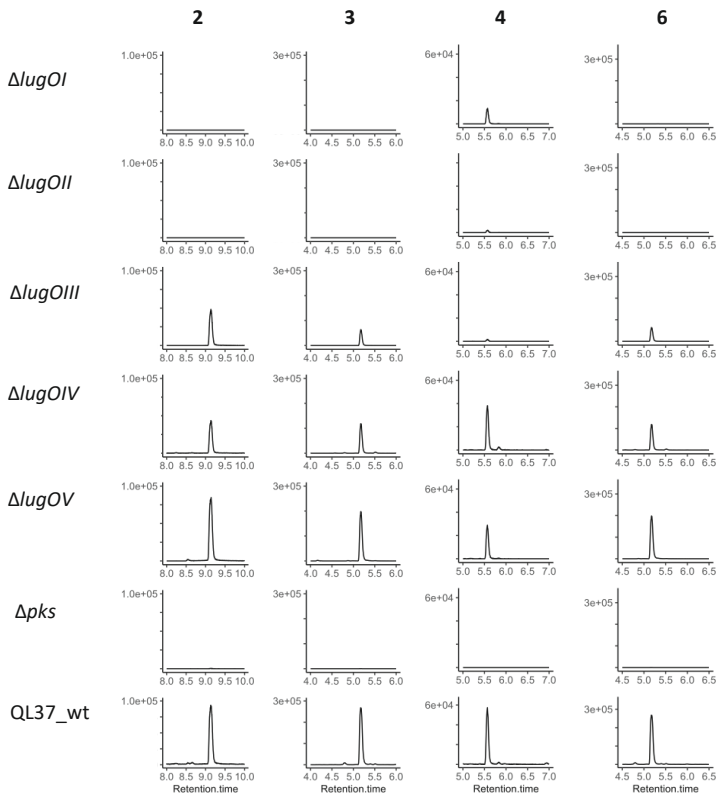 2 3 4 6
ΔlugOI
1.0e+05 3e+05 6e+04 3e+05
8.0 8.5 9.0 9.5 10.0 4.0 4.5 5.0 5.5 6.0 5.0 5.5 6.0 6.5 7.0 4.5 5.0 5.5 6.0 6.5
ΔlugOII
1.0e+05 3e+05 3e+05
8.0 8.5 9.0 9.5 10.0 4.0 4.5 5.0 5.5 6.0 5.0 5.5 6.0 6.5 7.0 4.5 5.0 5.5 6.0 6.5
ΔlugOIII
1.0e+05 3e+05 6e+04 3e+05
8.0 8.5 9.0 9.5 10.0 4.0 4.5 5.0 5.5 6.0 5.0 5.5 6.0 6.5 7.0 4.5 5.0 5.5 6.0 6.5
ΔlugOIV
1.0e+05 3e+05 6e+04 3e+05
8.0 8.5 9.0 9.5 10.0 4.0 4.5 5.0 5.5 6.0 5.0 5.5 6.0 6.5 7.0 4.5 5.0 5.5 6.0 6.5
ΔlugOV
1.0e+05 3e+05 6e+04 3e+05
8.0 8.5 9.0 9.5 10.0 4.0 4.5 5.0 5.5 6.0 5.0 5.5 6.0 6.5 7.0 4.5 5.0 5.5 6.0 6.5
Δpks
1.0e+05 3e+05 6e+04 3e+05
8.0 8.5 9.0 9.5 10.0 4.0 4.5 5.0 5.5 6.0 5.0 5.5 6.0 6.5 7.0 4.5 5.0 5.5 6.0 6.5
QL37_wt
1.0e+05 3e+05 6e+04 3e+05
8.0 8.5 9.0 9.5 10.0 4.0 4.5 5.0 5.5 6.0 5.0 5.5 6.0 6.5 7.0 4.5 5.0 5.5 6.0 6.5
Retention.time Retention.time Retention.time Retention.time